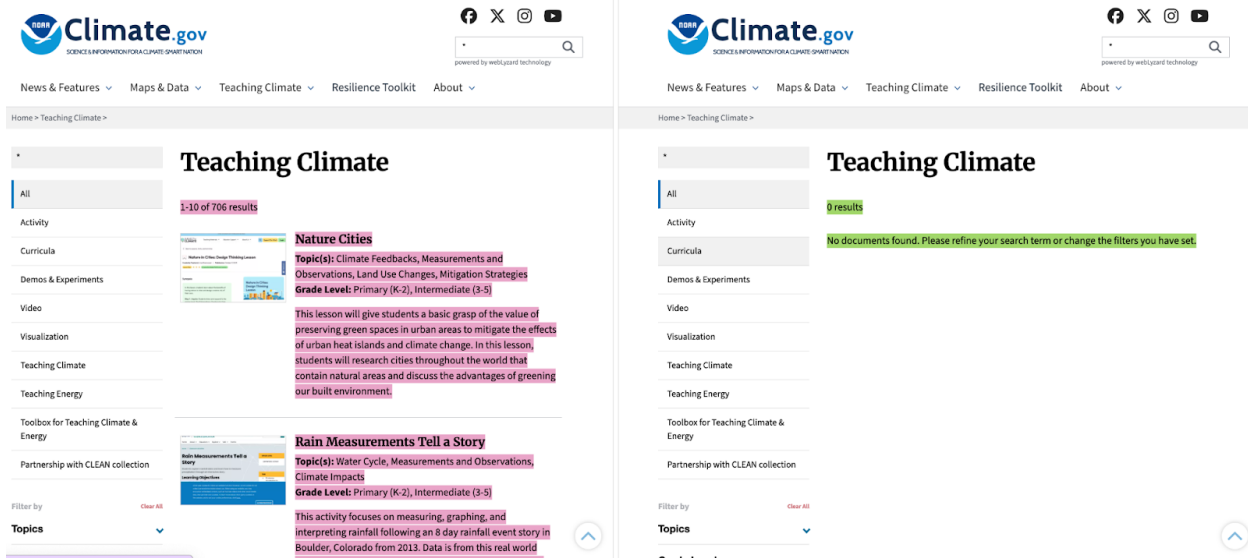 NOAA
Climate.gov
SCIENCE & INFORMATION FOR A CLIMATE-SMART NATION
*
powered by webLyzard technology
News & Features Maps & Data Teaching Climate Resilience Toolkit About
Home > Teaching Climate >
*
All
Activity
Curricula
Demos & Experiments
Video
Visualization
Teaching Climate
Teaching Energy
Toolbox for Teaching Climate &
Energy
Partnership with CLEAN collection
Filter by Clear All
Topics
Teaching Climate
1-10 of 706 results
Nature Cities
Topic(s): Climate Feedbacks, Measurements and
Observations, Land Use Changes, Mitigation Strategies
Grade Level: Primary (K-2), Intermediate (3-5)
This lesson will give students a basic grasp of the value of
preserving green spaces in urban areas to mitigate the effects
of urban heat islands and climate change. In this lesson,
students will research cities throughout the world that
contain natural areas and discuss the advantages of greening
our built environment.
Rain Measurements Tell a
Story
Learning Objectives
Rain Measurements Tell a Story
Topic(s): Water Cycle, Measurements and Observations,
Climate Impacts
Grade Level: Primary (K-2), Intermediate (3-5)
This activity focuses on measuring, graphing, and
interpreting rainfall following an 8 day rainfall event story in
Boulder, Colorado from 2013. Data is from this real world
NOAA
Climate.gov
SCIENCE & INFORMATION FOR A CLIMATE-SMART NATION
*
powered by webLyzard technology
News & Features Maps & Data Teaching Climate Resilience Toolkit About
Home > Teaching Climate >
*
All
Activity
Curricula
Demos & Experiments
Video
Visualization
Teaching Climate
Teaching Energy
Toolbox for Teaching Climate &
Energy
Partnership with CLEAN collection
Filter by Clear All
Topics
Teaching Climate
0 results
No documents found. Please refine your search term or change the filters you have set.